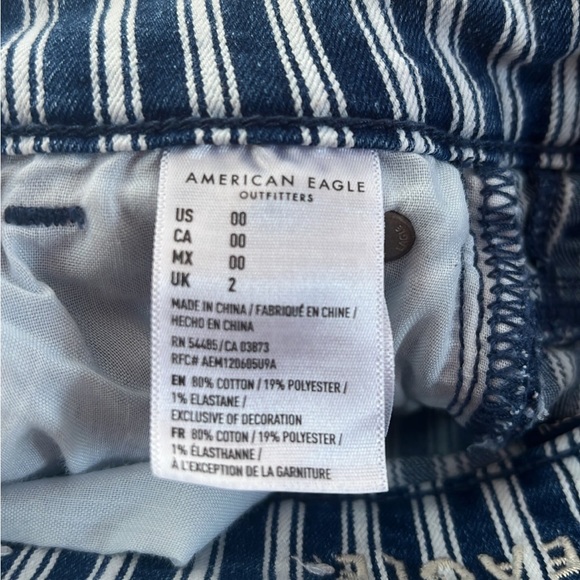 AMERICAN EAGLE
OUTFITTERS
US 00
CA 00
MX 00
UK 2
MADE IN CHINA / FABRIQUÉ EN CHINE /
HECHO EN CHINA
RN 54485 / CA 03873
RFC# AEM120605U9A
EN 80% COTTON / 19% POLYESTER /
1% ELASTANE /
EXCLUSIVE OF DECORATION
FR 80% COTON / 19% POLYESTER /
1% ÉLASTHANNE /
À L'EXCEPTION DE LA GARNITURE